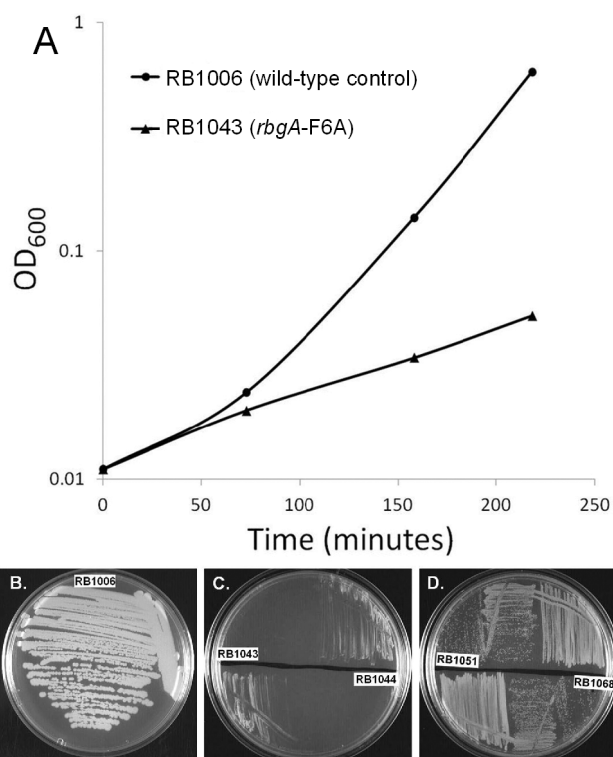 A
1
RB1006 (wild-type control)
RB1043 (rbgA-F6A)
0.1
OD600
0.01
0 50 100 150 200 250
Time (minutes)
B. RB1006
C.
RB1043
RB1044
D.
RB1051
RB1068